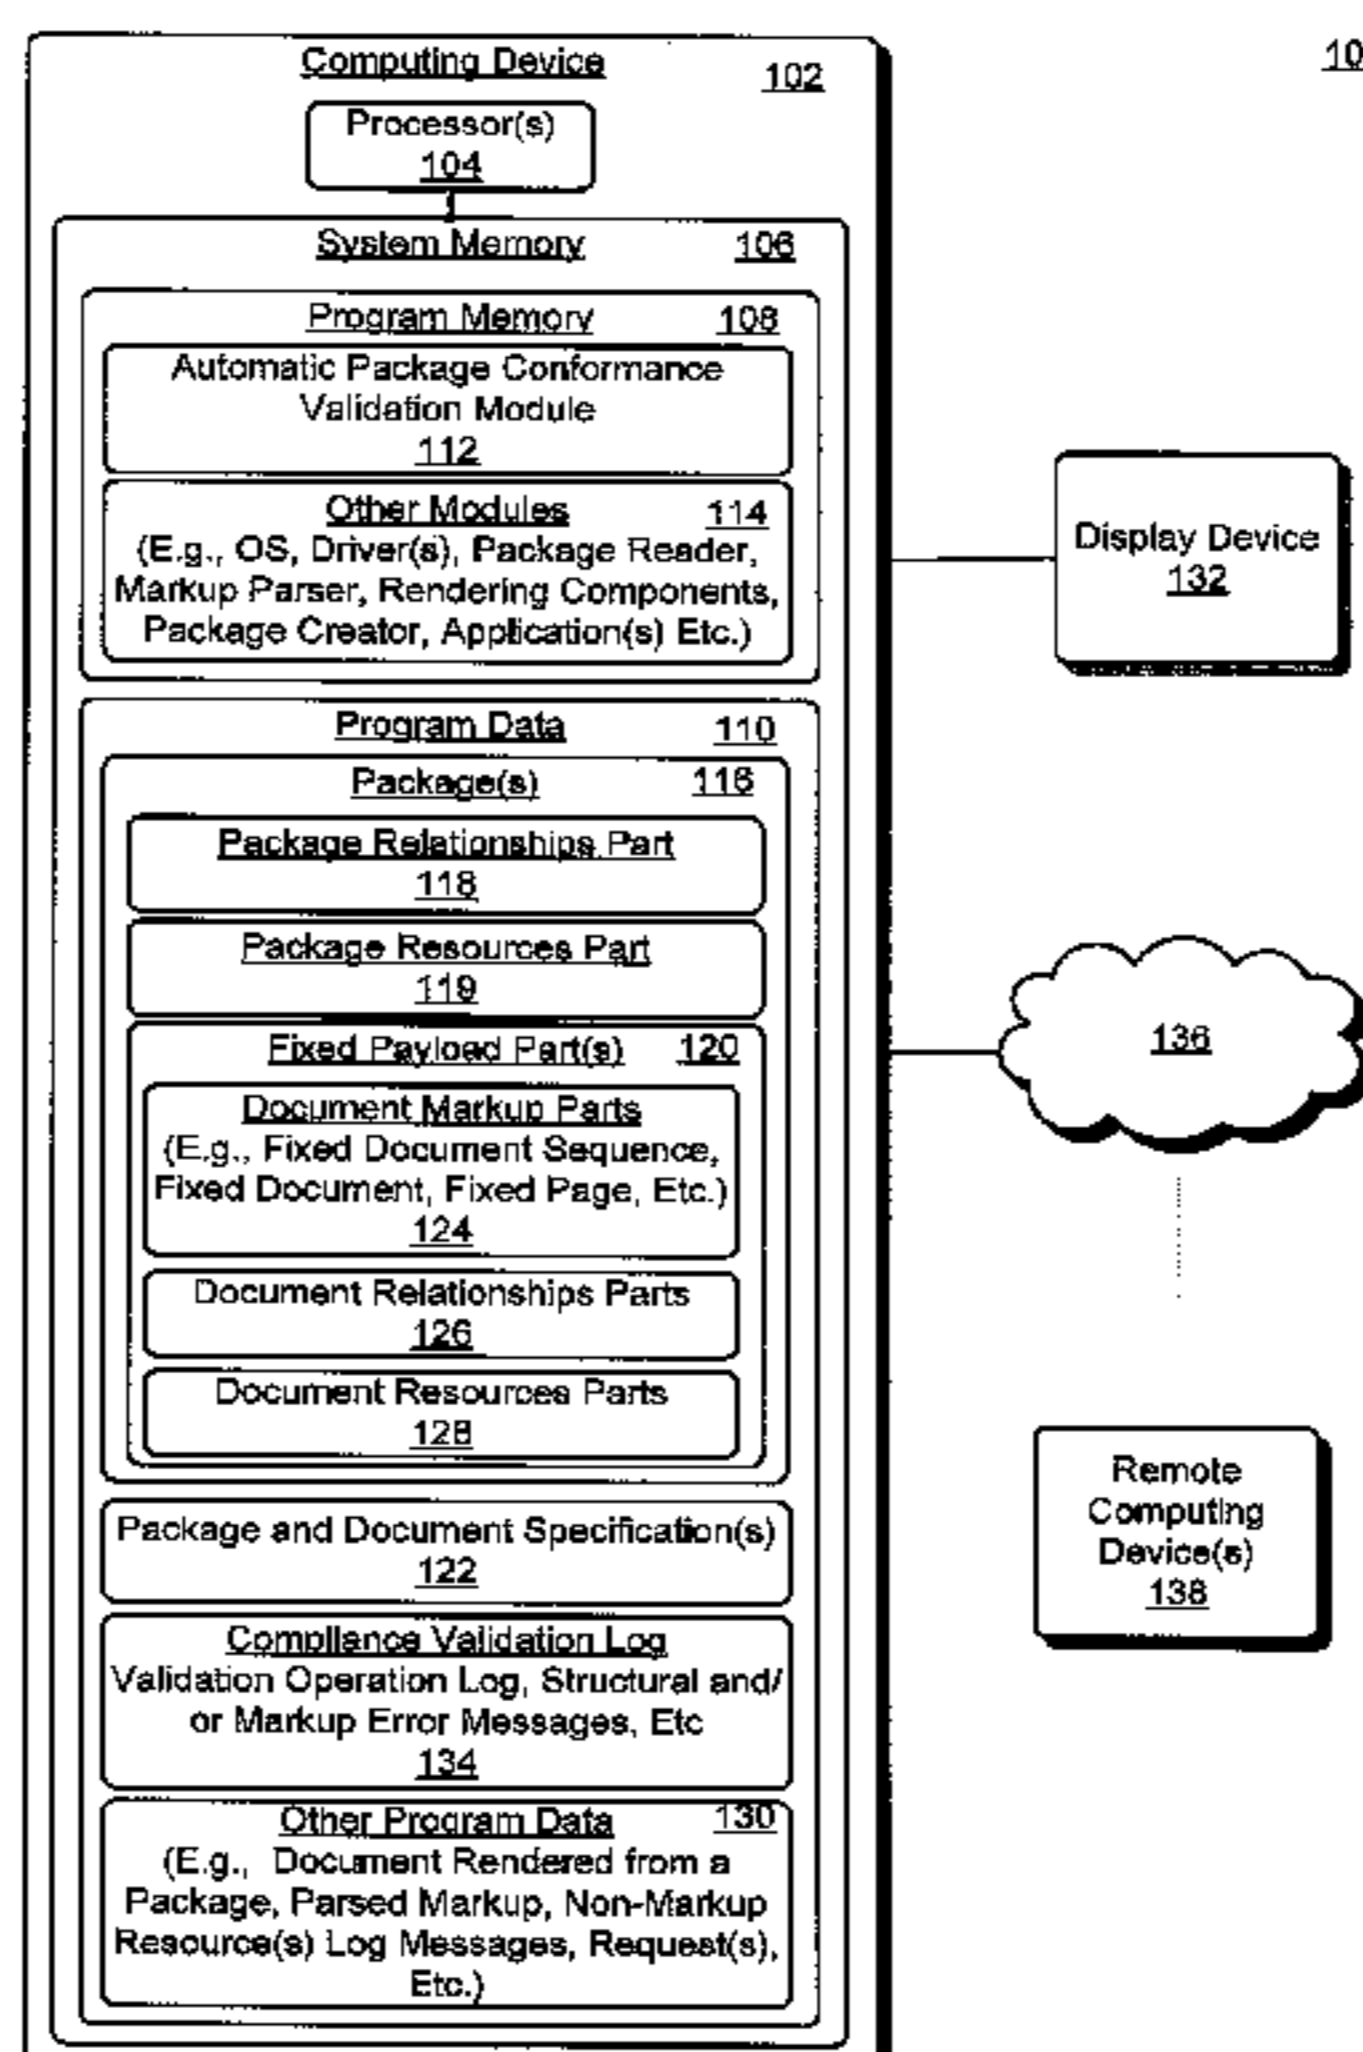 Computing Device 102
10
Processor(s)
104
System Memory 106
Program Memory 108
Automatic Package Conformance
Validation Module
112
Other Modules 114
(E.g., OS, Driver(s), Package Reader,
Markup Parser, Rendering Components,
Package Creator, Application(s) Etc.)
Display Device
132
Program Data 110
Package(s) 116
Package Relationships Part
118
Package Resources Part
119
Fixed Payload Part(s) 120
Document Markup Parts
(E.g., Fixed Document Sequence,
Fixed Document, Fixed Page, Etc.)
124
Document Relationships Parts
126
Document Resources Parts
128
136
Package and Document Specification(s)
122
Compliance Validation Log
Validation Operation Log, Structural and/
or Markup Error Messages, Etc
134
Other Program Data 130
(E.g., Document Rendered from a
Package, Parsed Markup, Non-Markup
Resource(s) Log Messages, Request(s),
Etc.)
Remote
Computing
Device(s)
138